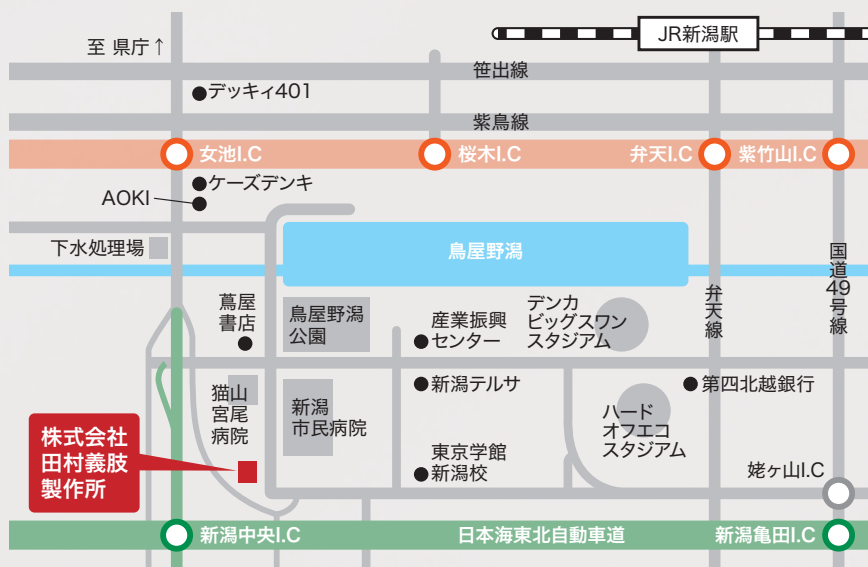 JR新潟駅
至 県庁↑
笹出線
デッキィ401
紫鳥線
女池I.C
桜木I.C
弁天I.C
紫竹山I.C
ケーズデンキ
AOKI
下水処理場
鳥屋野潟
国道49号線
弁天線
蔦屋
書店
鳥屋野潟
公園
産業振興
センター
デンカ
ビッグスワン
スタジアム
猫山
宮尾
病院
新潟
市民病院
新潟テルサ
第四北越銀行
ハード
オフエコ
スタジアム
株式会社
田村義肢
製作所
東京学館
新潟校
姥ヶ山I.C
新潟中央I.C
日本海東北自動車道
新潟亀田I.C